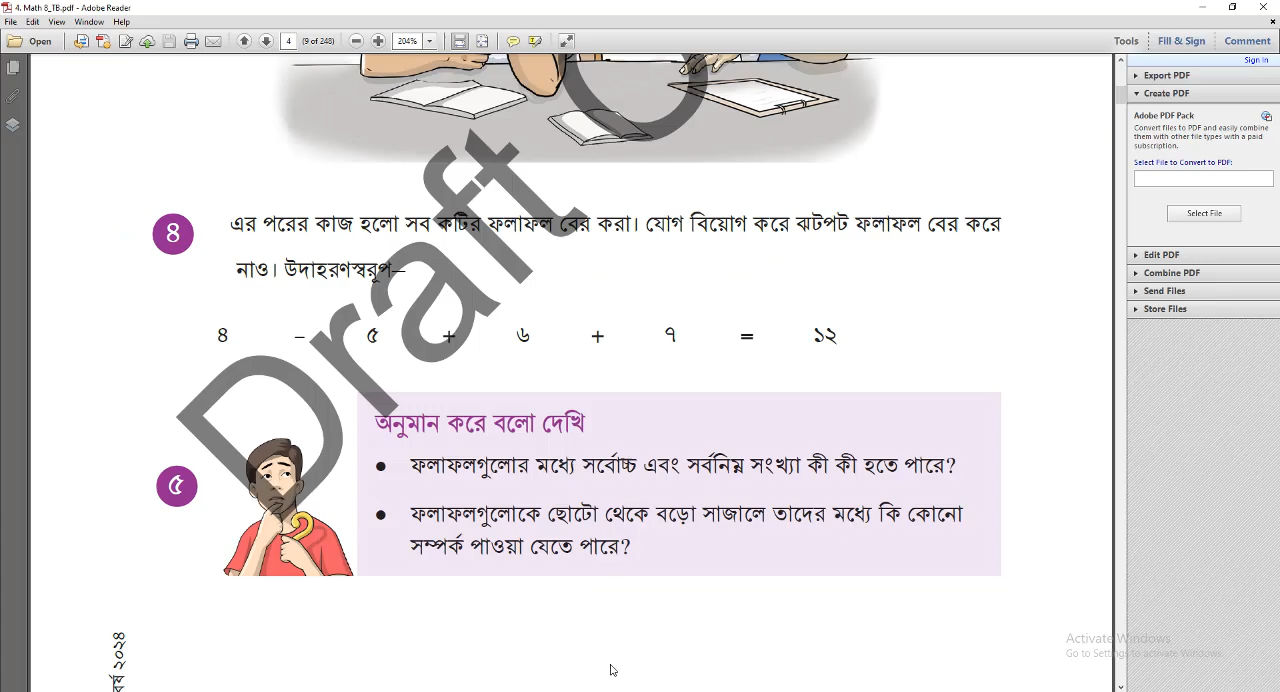 4. Math 8_TB.pdf - Adobe Reader
File Edit View Window Help
Open 4 (9 of 248) 204% Tools Fill & Sign Comment
Sign In
Export PDF
Create PDF
Adobe PDF Pack
Convert files to PDF and easily combine
them with other file types with a paid
subscription.
Select File to Convert to PDF:
Select File
Edit PDF
Combine PDF
Send Files
Store Files
Draft C
৪ এর পরের কাজ হলো সব কটির ফলাফল বের করা। যোগ বিয়োগ করে ঝটপট ফলাফল বের করে
নাও। উদাহরণস্বরূপ–
৪ – ৫ + ৬ + ৭ = ১২
অনুমান করে বলো দেখি
৫
• ফলাফলগুলোর মধ্যে সর্বোচ্চ এবং সর্বনিম্ন সংখ্যা কী কী হতে পারে?
• ফলাফলগুলোকে ছোটো থেকে বড়ো সাজালে তাদের মধ্যে কি কোনো
সম্পর্ক পাওয়া যেতে পারে?
বর্ষ ২০২৪
Activate Windows
Go to Settings to activate Windows.